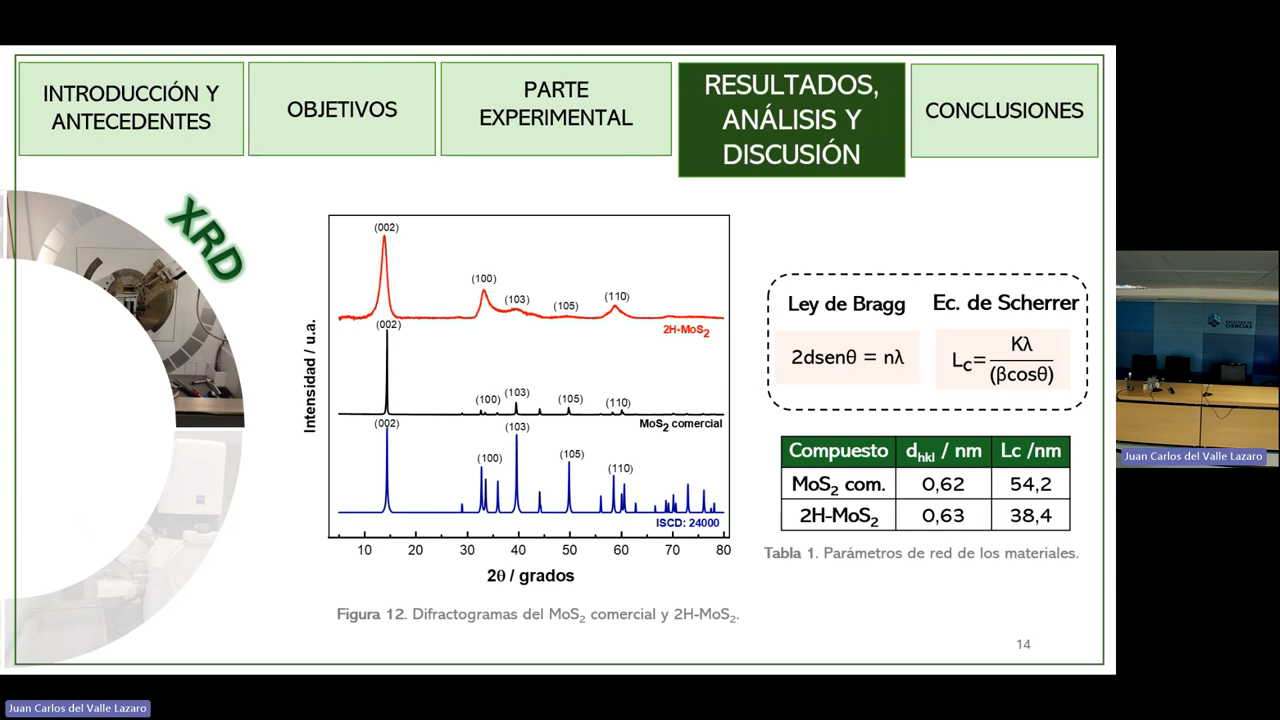 INTRODUCCIÓN Y
ANTECEDENTES
OBJETIVOS
PARTE
EXPERIMENTAL
RESULTADOS,
ANÁLISIS Y
DISCUSIÓN
CONCLUSIONES
XRD
Intensidad / u.a.
(002)
(100)
(103)
(105)
(110)
2H-MoS₂
(002)
(100)
(103)
(105)
(110)
MoS₂ comercial
(002)
(100)
(103)
(105)
(110)
ISCD: 24000
10 20 30 40 50 60 70 80
2θ / grados
Figura 12. Difractogramas del MoS₂ comercial y 2H-MoS₂.
Ley de Bragg
2dsenθ = nλ
Ec. de Scherrer
L_C= Kλ
(βcosθ)
Compuesto d_hkl / nm Lc /nm
MoS₂ com. 0,62 54,2
2H-MoS₂ 0,63 38,4
Tabla 1. Parámetros de red de los materiales.
14
CIENCIAS
Juan Carlos del Valle Lazaro
Juan Carlos del Valle Lazaro